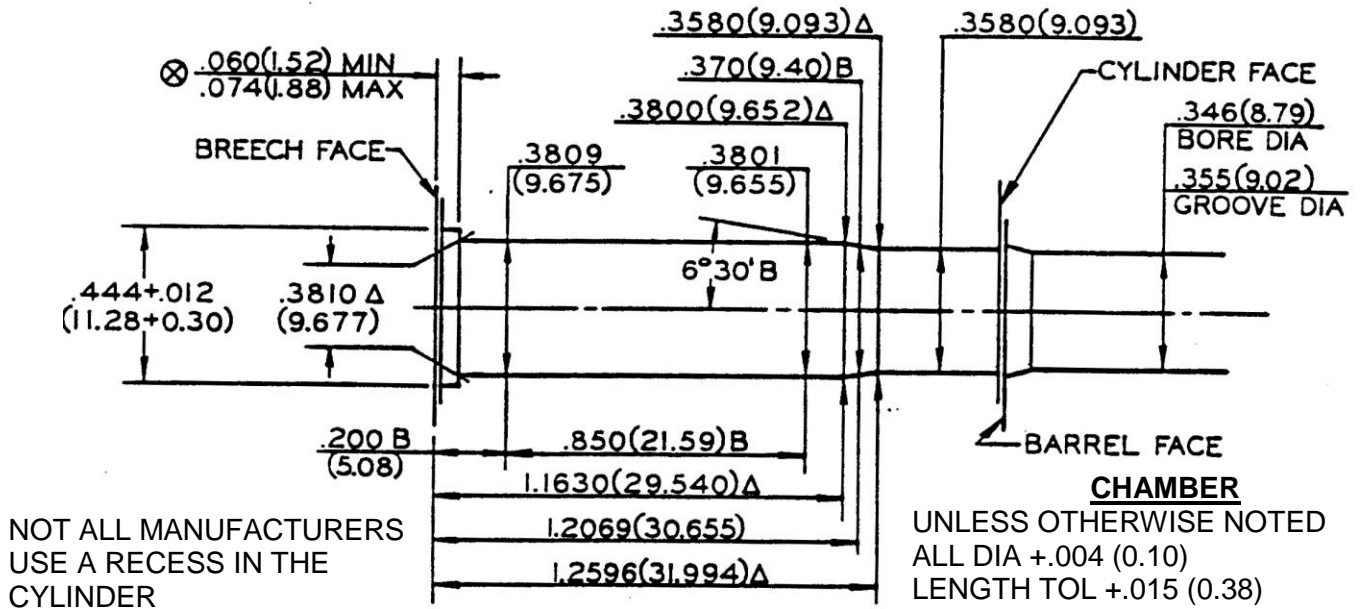 .3580(9.093)Δ
.3580(9.093)
⊗ .060(1.52) MIN
.074(1.88) MAX
.370(9.40)B
CYLINDER FACE
.3800(9.652)Δ
.346(8.79)
BORE DIA
BREECH FACE
.3809
(9.675)
.3801
(9.655)
.355(9.02)
GROOVE DIA
6°30'B
.444+.012
(11.28+0.30)
.3810 Δ
(9.677)
.200 B
(5.08)
.850(21.59)B
BARREL FACE
1.1630(29.540)Δ
CHAMBER
NOT ALL MANUFACTURERS
USE A RECESS IN THE
CYLINDER
1.2069(30.655)
UNLESS OTHERWISE NOTED
ALL DIA +.004 (0.10)
LENGTH TOL +.015 (0.38)
1.2596(31.994)Δ